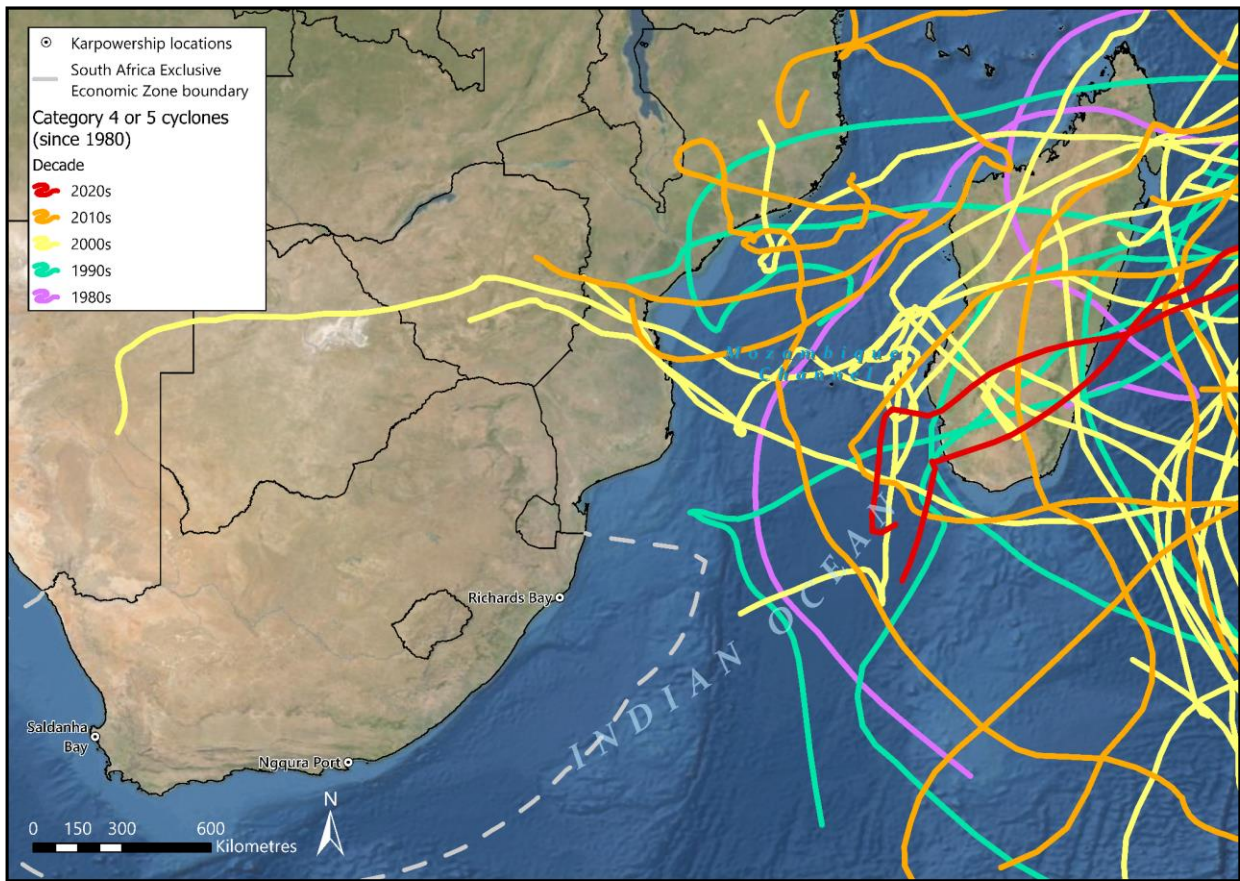 Karpowership locations
South Africa Exclusive
Economic Zone boundary
Category 4 or 5 cyclones
(since 1980)
Decade
2020s
2010s
2000s
1990s
1980s
Mozambique
Channel
INDIAN OCEAN
Richards Bay
Saldanha
Bay
Ngqura Port
N
0 150 300 600
Kilometres